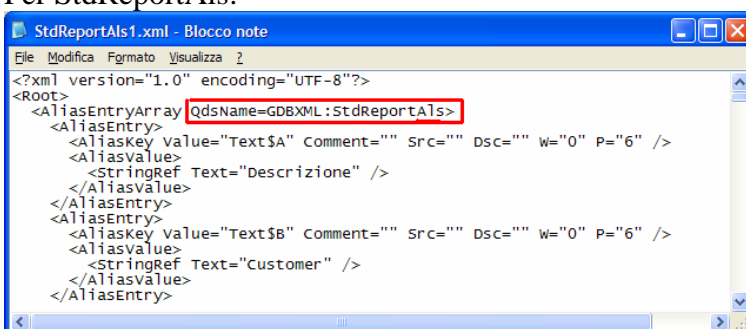 Per StdReportAls:
StdReportAls1.xml - Blocco note
File Modifica Formato Visualizza ?
<?xml version="1.0" encoding="UTF-8"?>
<Root>
<AliasEntryArray QdsName=GDBXML:StdReportAls>
<AliasEntry>
<AliasKey Value="Text$A" Comment="" Src="" Dsc="" W="0" P="6" />
<AliasValue>
<StringRef Text="Descrizione" />
</AliasValue>
</AliasEntry>
<AliasEntry>
<AliasKey Value="Text$B" Comment="" Src="" Dsc="" W="0" P="6" />
<AliasValue>
<StringRef Text="Customer" />
</AliasValue>
</AliasEntry>